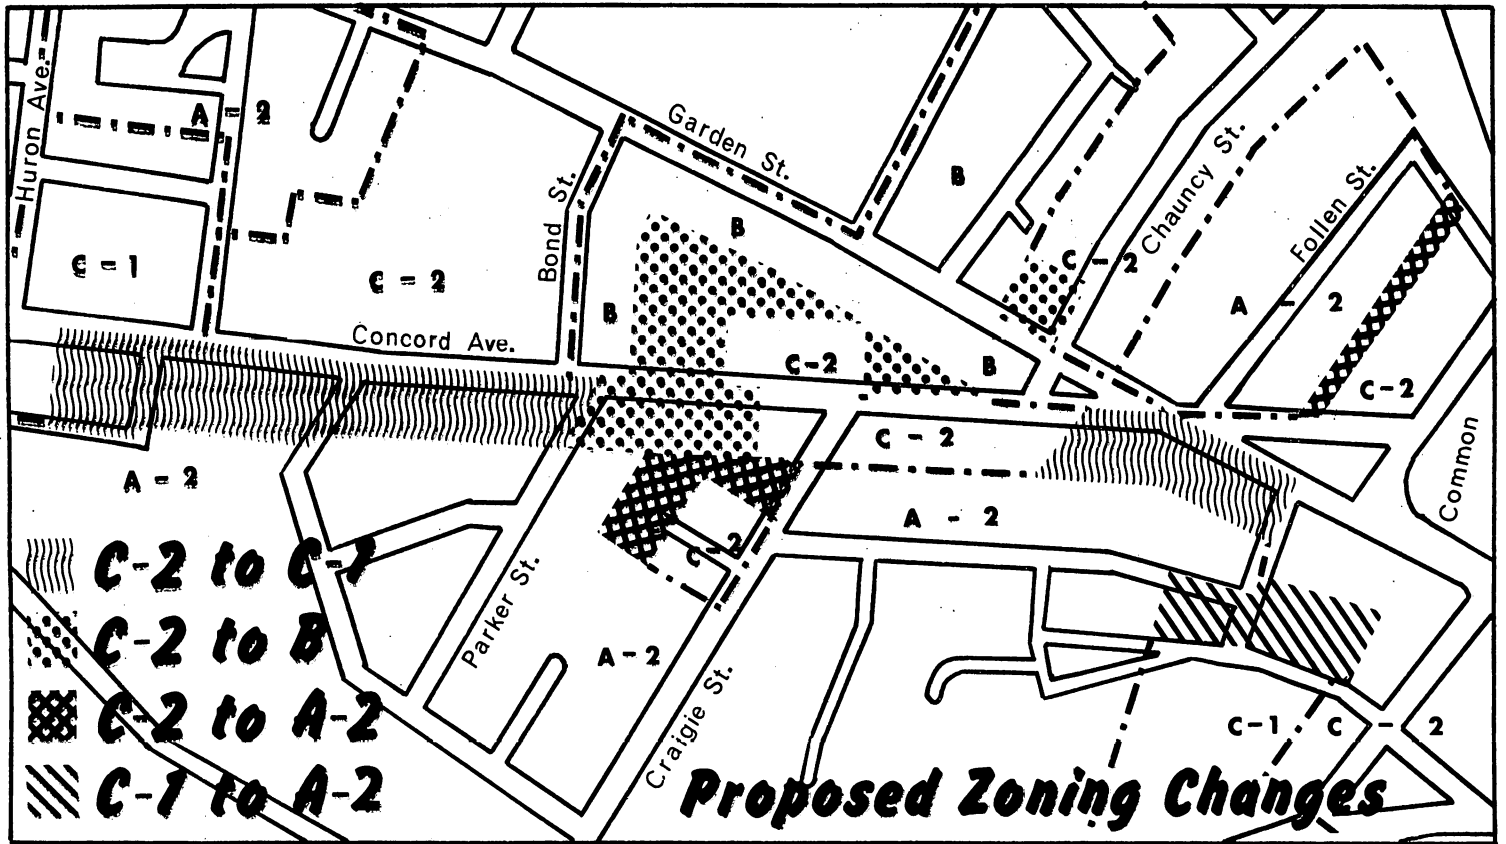 Huron Ave.
A - 2
Garden St.
Bond St.
B
B
Chauncy St.
Follen St.
C - 1
C - 2
C - 2
A - 2
B
Concord Ave.
C-2
B
C-2
C - 2
Common
A - 2
A - 2
C-2
C-2 to C-1
C-2 to B
C-2 to A-2
C-1 to A-2
Parker St.
A - 2
Craigie St.
C-1
C - 2
Proposed Zoning Changes